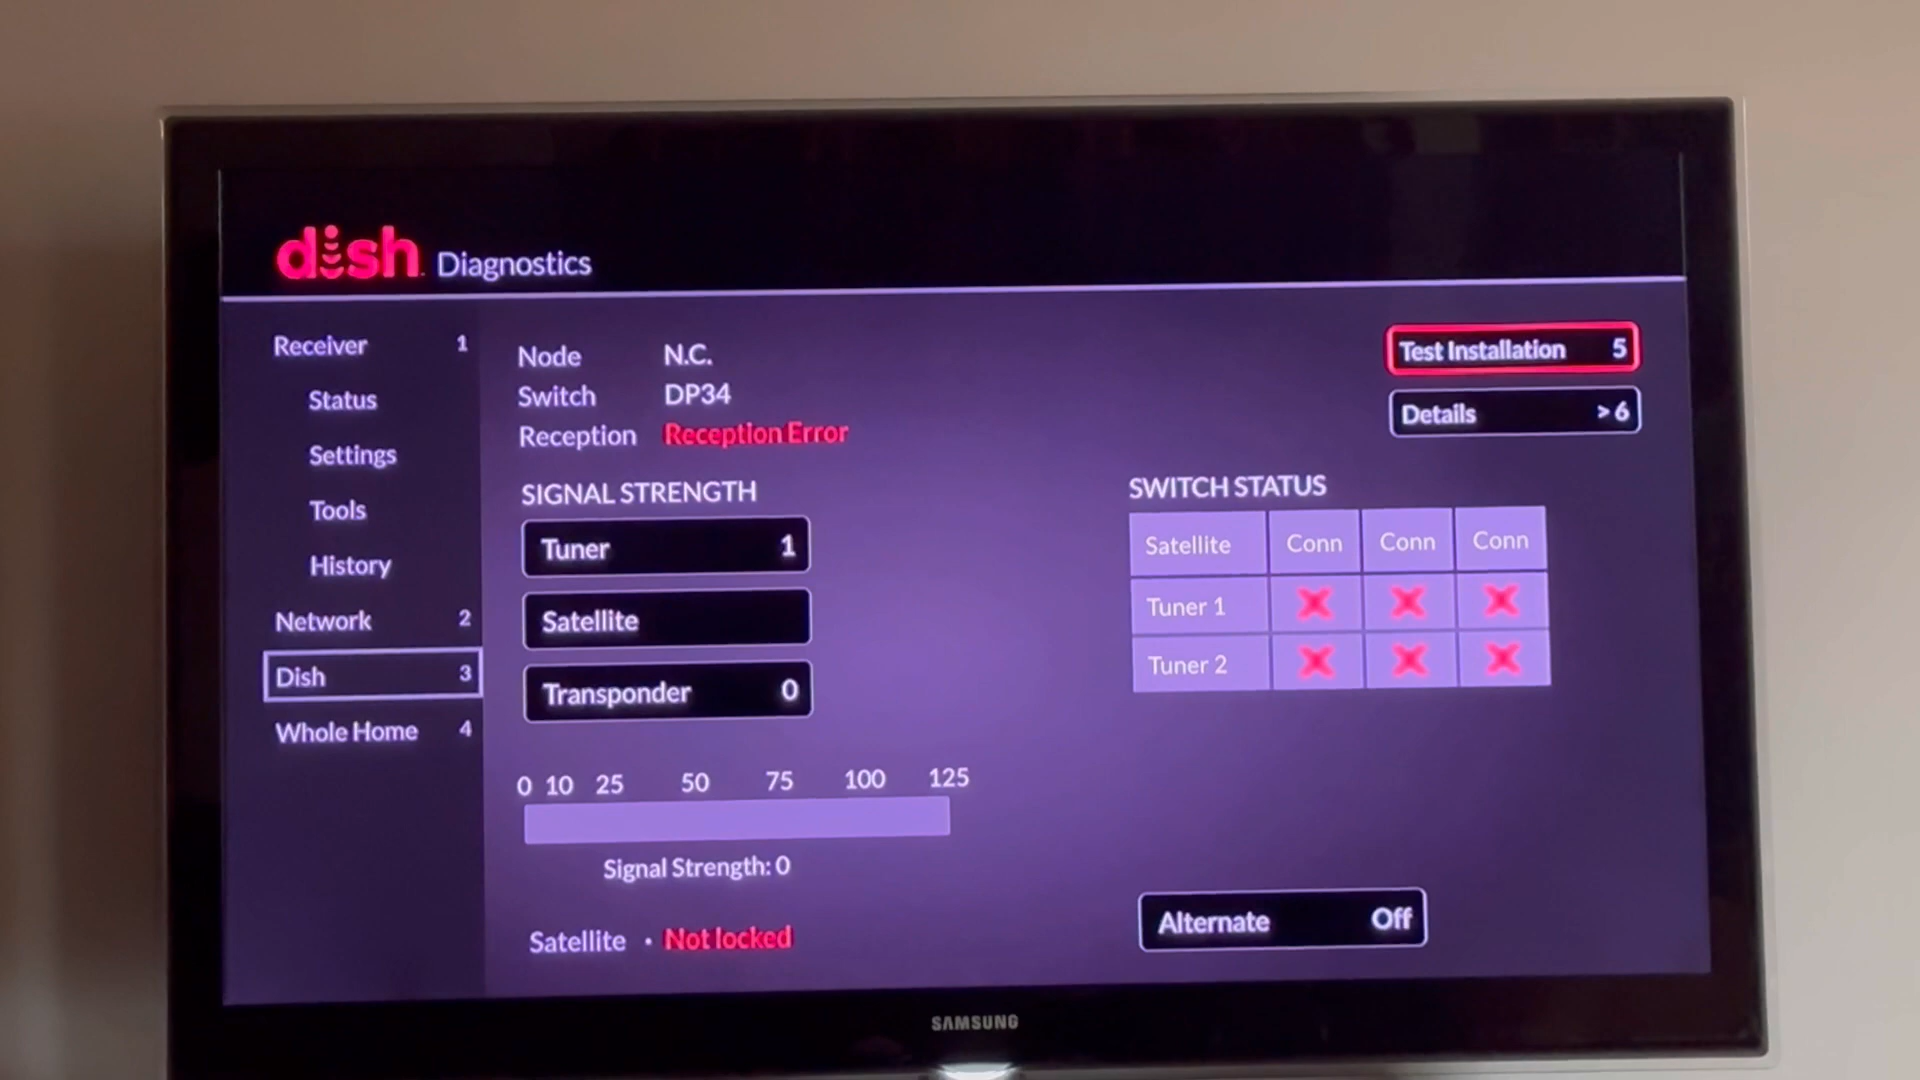 dish Diagnostics
Receiver 1
Status
Settings
Tools
History
Network 2
Dish 3
Whole Home 4
Node N.C.
Switch DP34
Reception Reception Error
SIGNAL STRENGTH
Tuner 1
Satellite
Transponder 0
0 10 25 50 75 100 125
Signal Strength: 0
Satellite · Not locked
Test Installation 5
Details > 6
SWITCH STATUS
Satellite Conn Conn Conn
Tuner 1 X X X
Tuner 2 X X X
Alternate Off
SAMSUNG